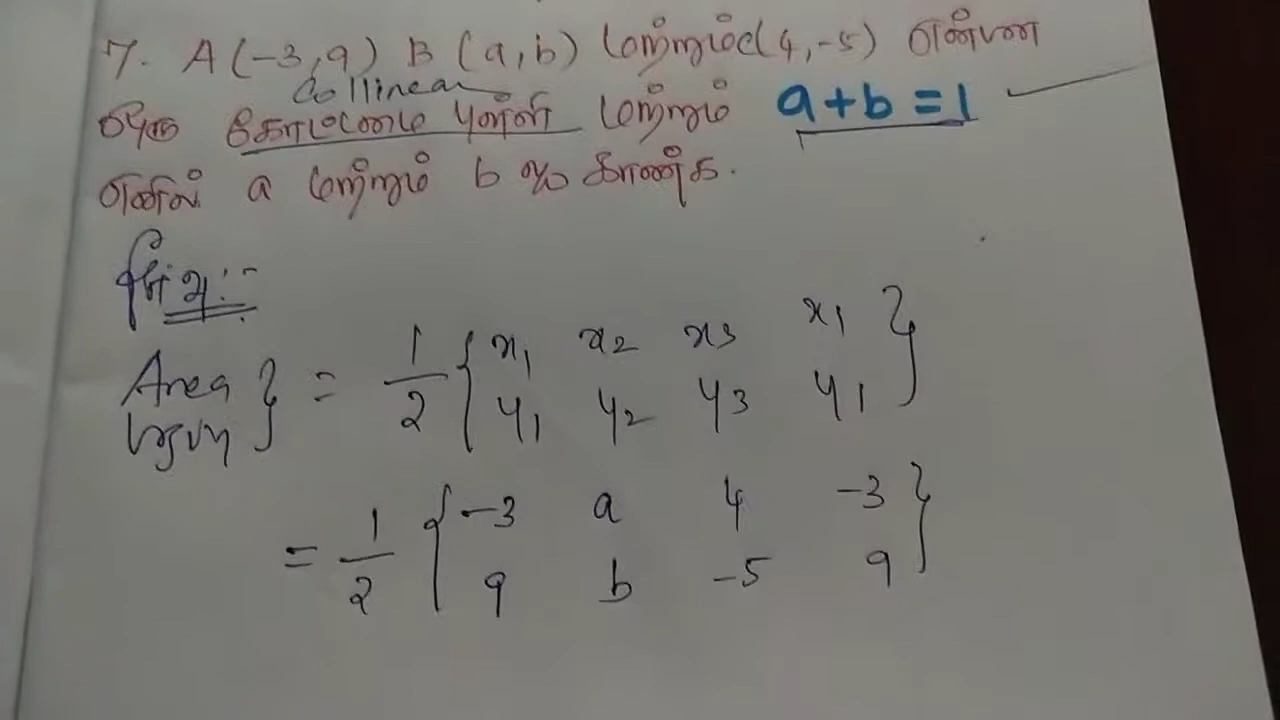 7. A(-3,9) B (a,b) மற்றும் c(4,-5) என்பன
Collinear
ஒரு கோடமை புள்ளி மற்றும் a+b=1
எனில் a மற்றும் b ஐ காண்க.
தீர்வு:-
Area } = 1/2 { x1 x2 x3 x1 }
பரப்பு y1 y2 y3 y1
= 1/2 { -3 a 4 -3 }
9 b -5 9